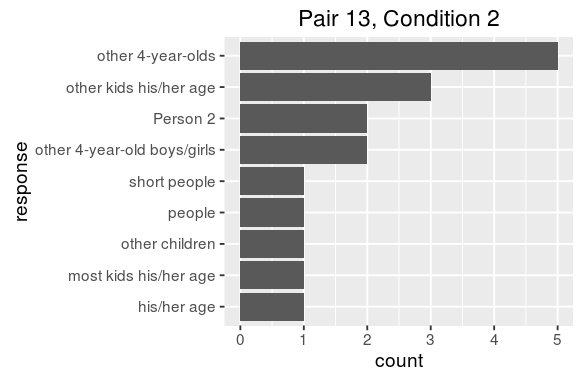 Pair 13, Condition 2
other 4-year-olds
other kids his/her age
Person 2
other 4-year-old boys/girls
short people
people
other children
most kids his/her age
his/her age
response
0 1 2 3 4 5
count